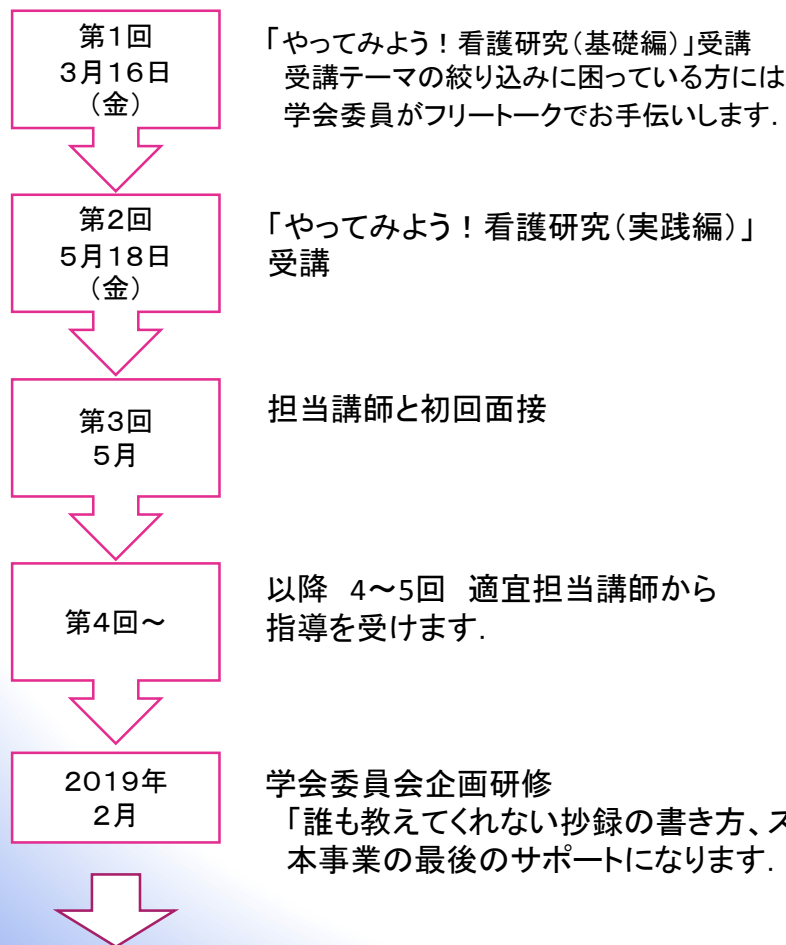 第1回
3月16日
（金）
「やってみよう！看護研究（基礎編）」受講
受講テーマの絞り込みに困っている方には
学会委員がフリートークでお手伝いします．
第2回
5月18日
（金）
「やってみよう！看護研究（実践編）」
受講
第3回
5月
担当講師と初回面接
第4回～
以降　4～5回　適宜担当講師から
指導を受けます．
2019年
2月
学会委員会企画研修
「誰も教えてくれない抄録の書き方、ス
本事業の最後のサポートになります．